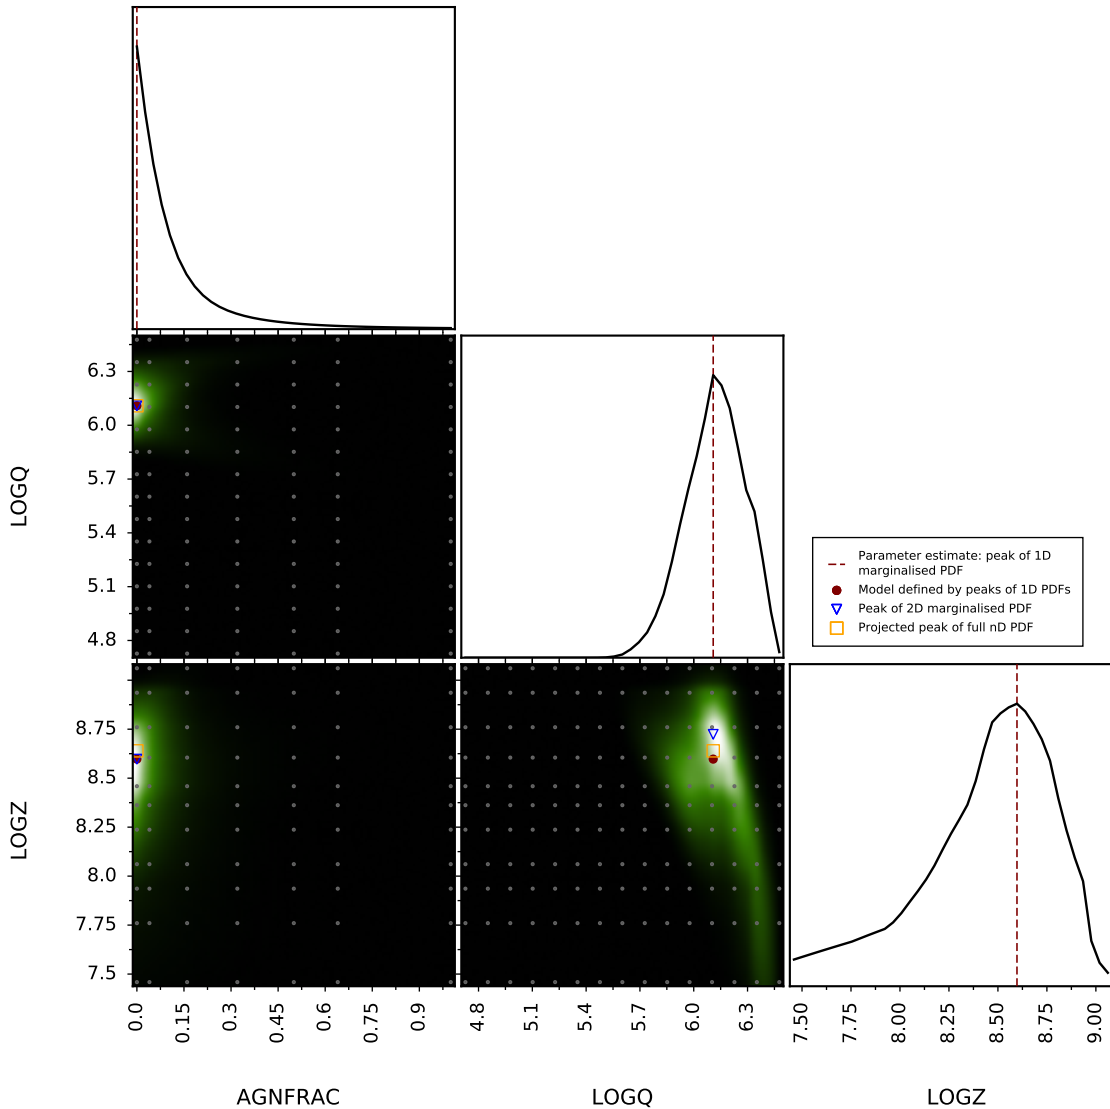 6.3
6.0
5.7
5.4
5.1
4.8
LOGQ
Parameter estimate: peak of 1D
marginalised PDF
Model defined by peaks of 1D PDFs
Peak of 2D marginalised PDF
Projected peak of full nD PDF
8.75
8.5
8.25
8.0
7.75
7.5
LOGZ
0.0 0.15 0.3 0.45 0.6 0.75 0.9
4.8 5.1 5.4 5.7 6.0 6.3
7.50 7.75 8.00 8.25 8.50 8.75 9.00
AGNFRAC LOGQ LOGZ